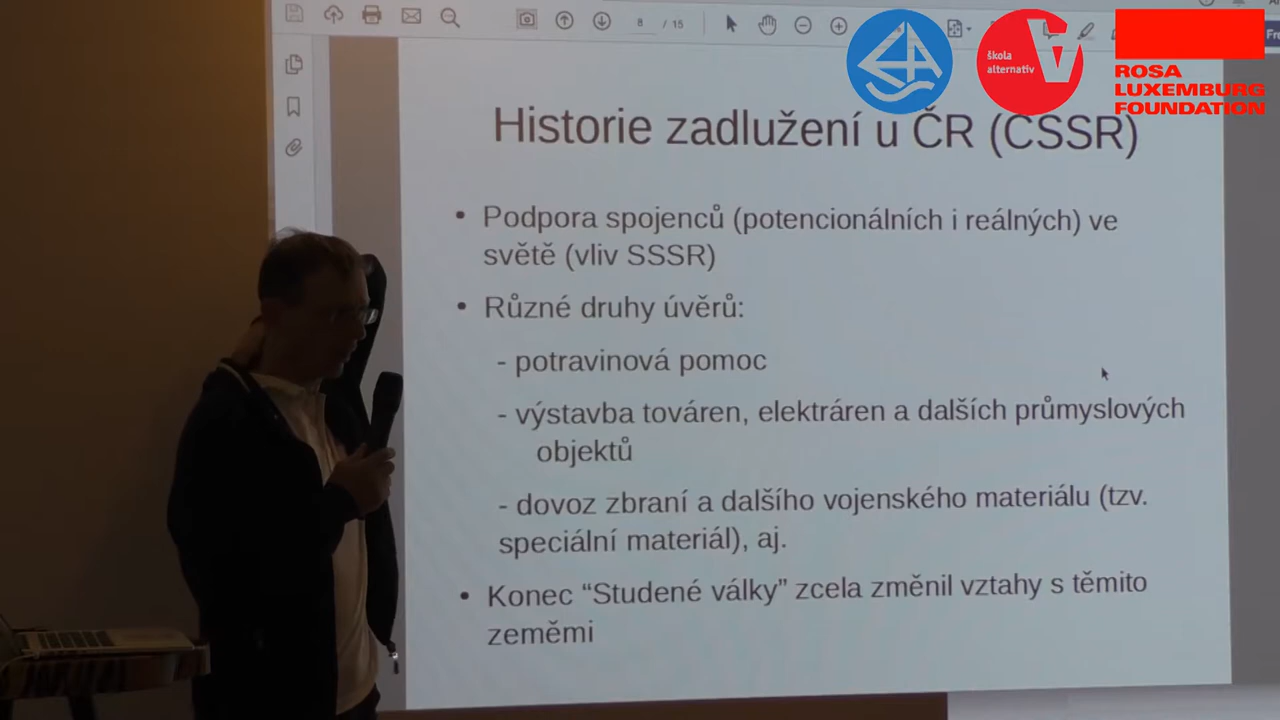 8 / 15
škola
alternativ
ROSA
LUXEMBURG
FOUNDATION
Historie zadlužení u ČR (ČSSR)
• Podpora spojenců (potencionálních i reálných) ve
světě (vliv SSSR)
• Různé druhy úvěrů:
- potravinová pomoc
- výstavba továren, elektráren a dalších průmyslových
objektů
- dovoz zbraní a dalšího vojenského materiálu (tzv.
speciální materiál), aj.
• Konec “Studené války” zcela změnil vztahy s těmito
zeměmi